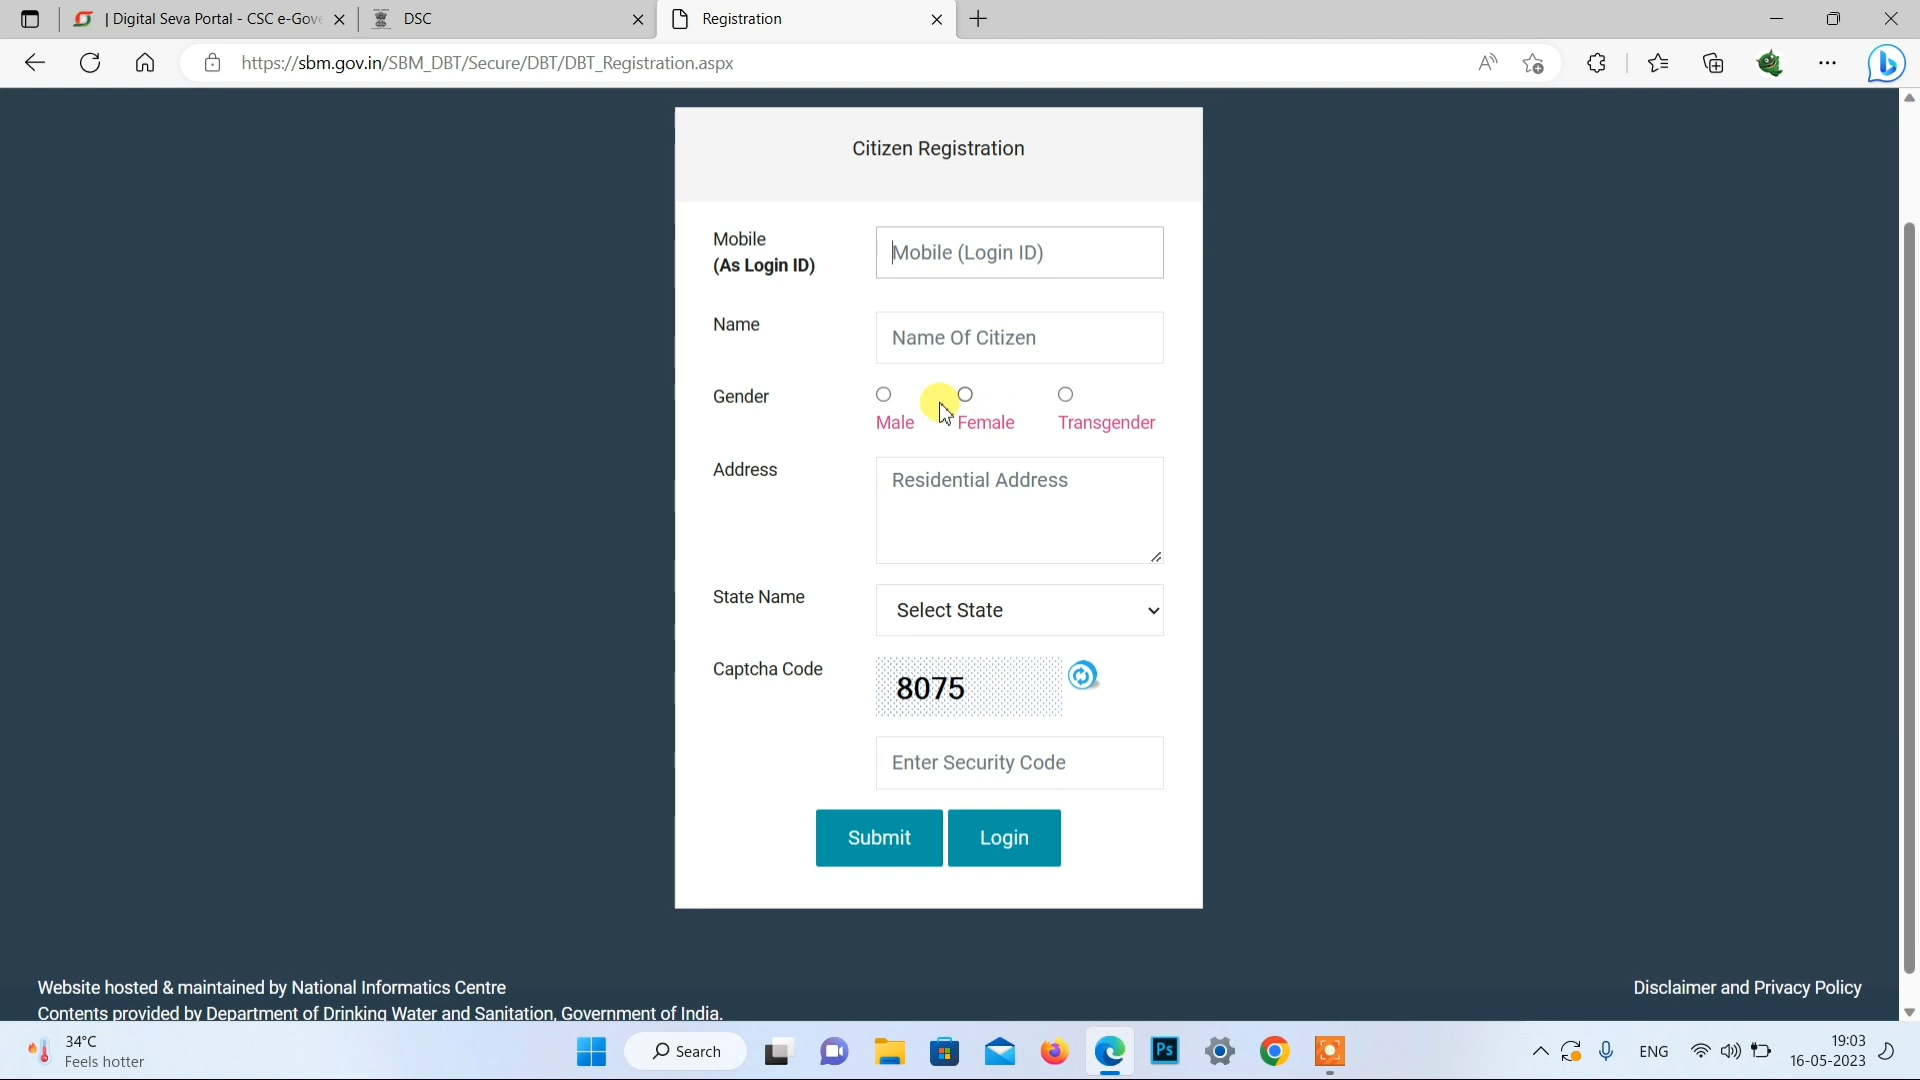 | Digital Seva Portal - CSC e-Gove
DSC
Registration
https://sbm.gov.in/SBM_DBT/Secure/DBT/DBT_Registration.aspx
Citizen Registration
Mobile
(As Login ID)
Mobile (Login ID)
Name
Name Of Citizen
Gender
Male
Female
Transgender
Address
Residential Address
State Name
Select State
Captcha Code
8075
Enter Security Code
Submit
Login
Website hosted & maintained by National Informatics Centre
Contents provided by Department of Drinking Water and Sanitation, Government of India.
Disclaimer and Privacy Policy
34°C
Feels hotter
Search
Ps
ENG
19:03
16-05-2023